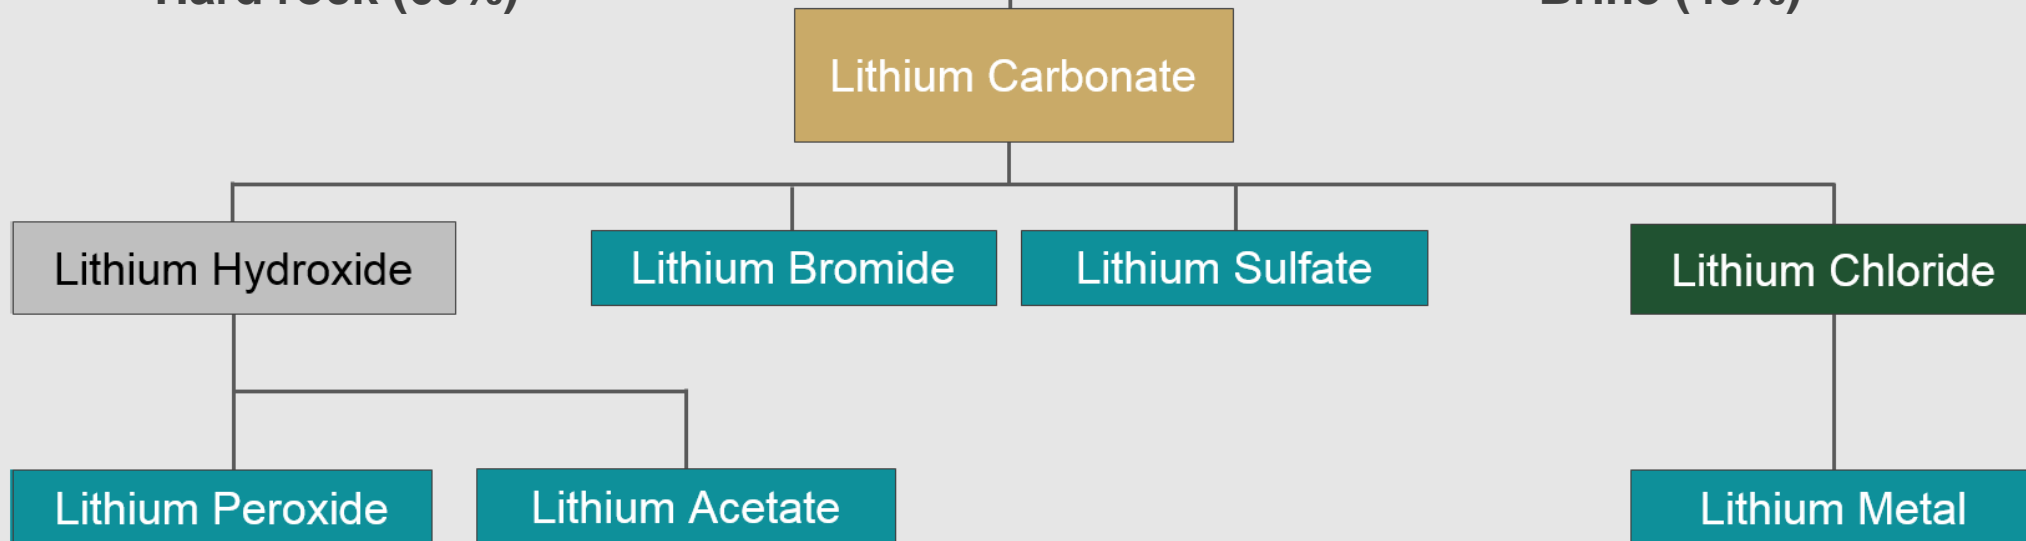 Lithium Carbonate
Lithium Hydroxide
Lithium Bromide
Lithium Sulfate
Lithium Chloride
Lithium Peroxide
Lithium Acetate
Lithium Metal